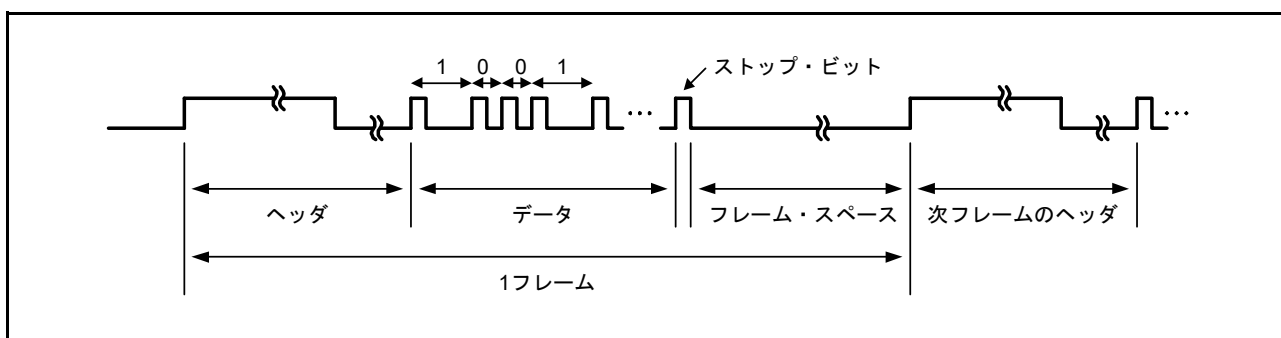 1 0 0 1
ストップ・ビット
… …
ヘッダ データ フレーム・スペース 次フレームのヘッダ
1フレーム